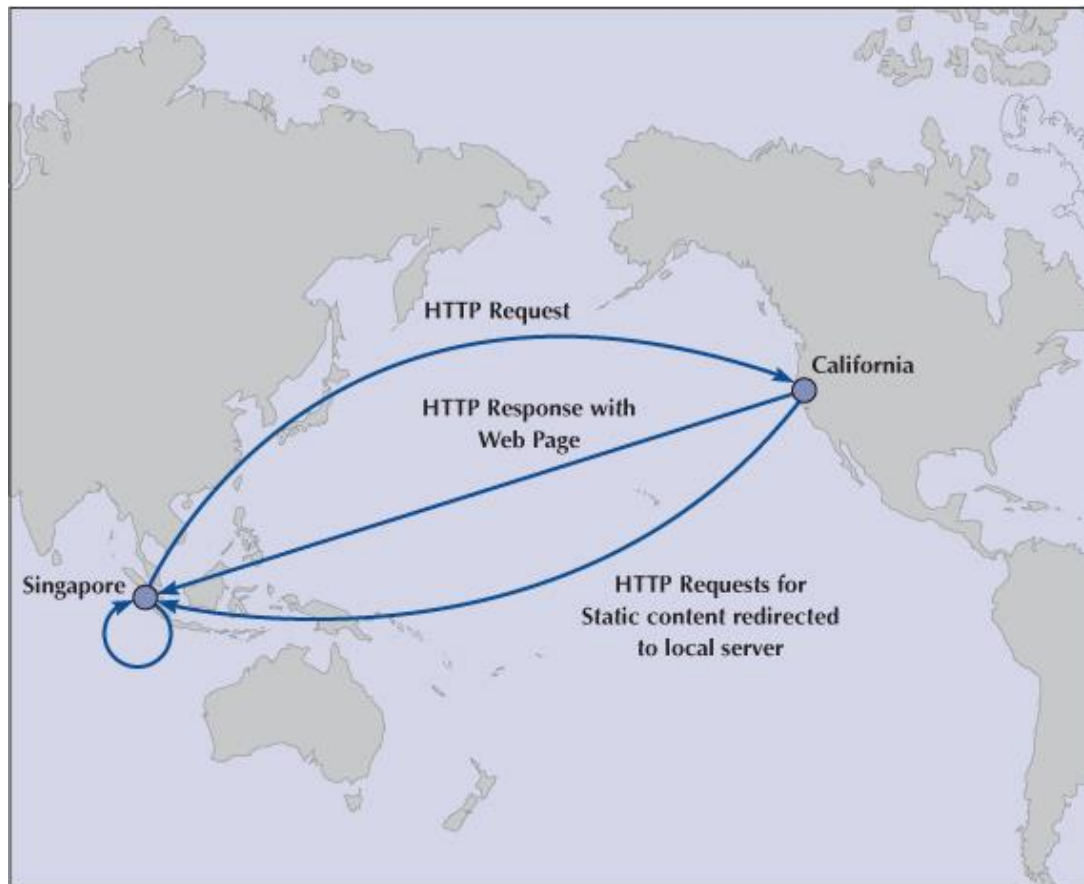 HTTP Request
California
HTTP Response with
Web Page
Singapore
HTTP Requests for
Static content redirected
to local server